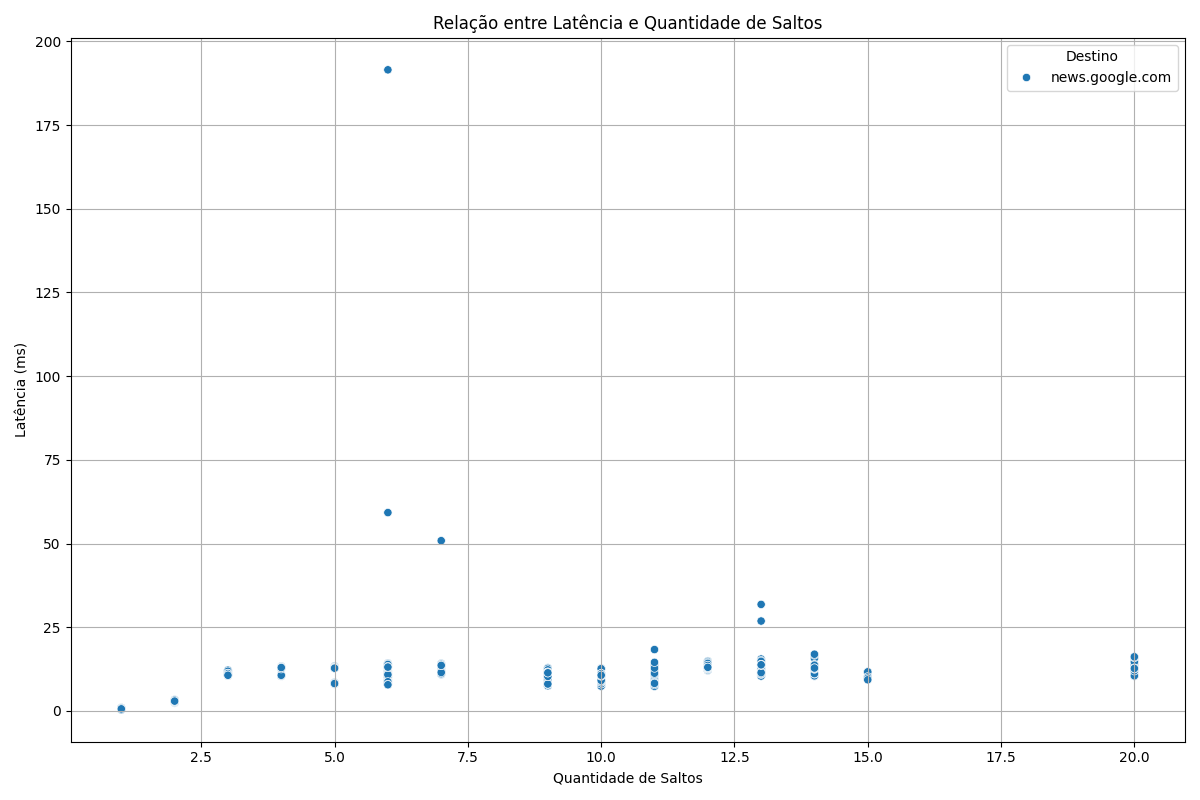 Relação entre Latência e Quantidade de Saltos
Destino
news.google.com
Latência (ms)
200
175
150
125
100
75
50
25
0
2.5 5.0 7.5 10.0 12.5 15.0 17.5 20.0
Quantidade de Saltos